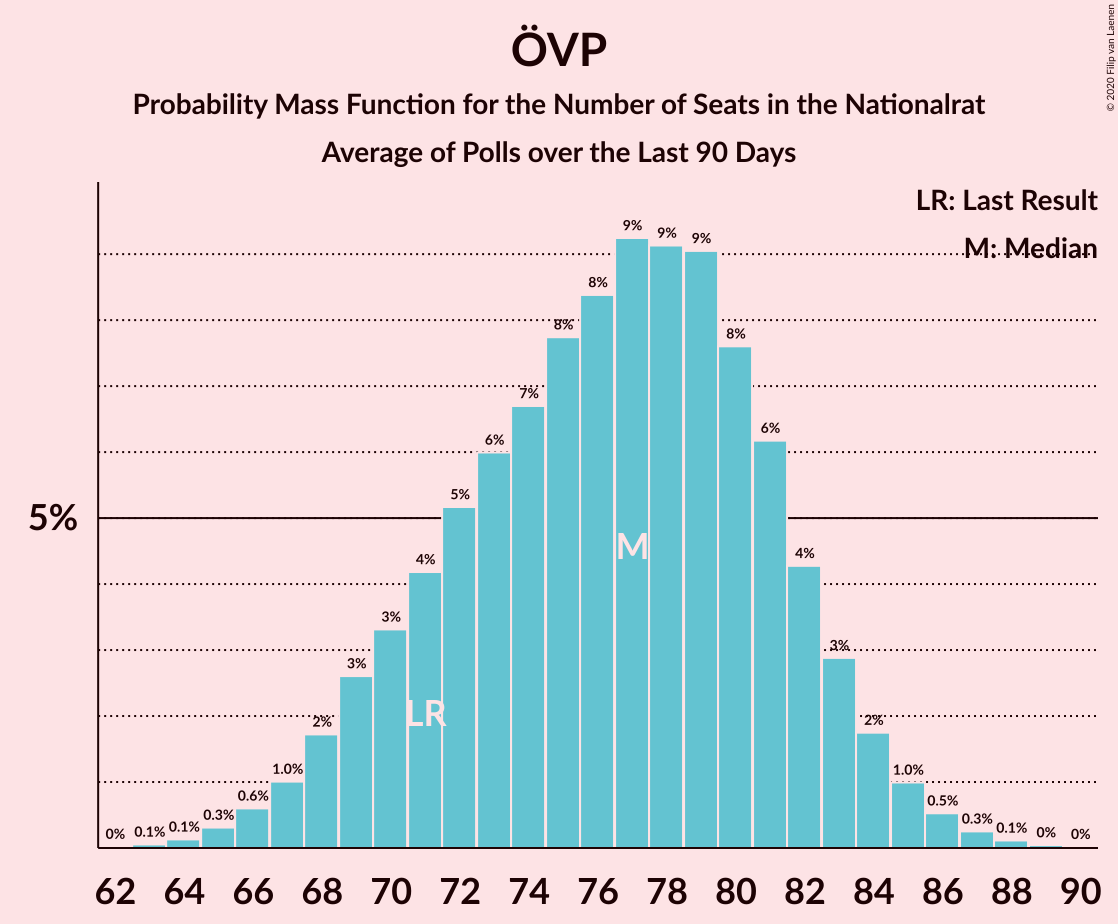 ÖVP
Probability Mass Function for the Number of Seats in the Nationalrat
Average of Polls over the Last 90 Days
© 2020 Filip van Laenen
LR: Last Result
M: Median
5%
0% 0.1% 0.1% 0.3% 0.6% 1.0% 2% 3% 3% 4% 5% 6% 7% 8% 8% 9% 9% 9% 8% 6% 4% 3% 2% 1.0% 0.5% 0.3% 0.1% 0% 0%
LR
M
62 64 66 68 70 72 74 76 78 80 82 84 86 88 90